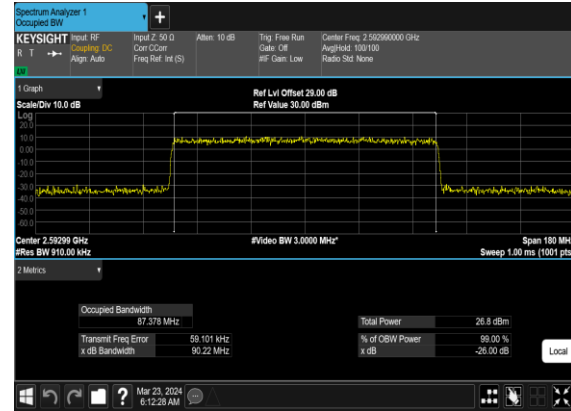 Spectrum Analyzer 1
Occupied BW
+
KEYSIGHT Input: RF Input Z: 50 Ω Atten: 10 dB Trig: Free Run Center Freq: 2.592990000 GHz
R T Coupling: DC Corr CCorr Gate: Off Avg|Hold: 100/100
Align: Auto Freq Ref: Int (S) #IF Gain: Low Radio Std: None
LU
1 Graph
Ref Lvl Offset 29.00 dB
Scale/Div 10.0 dB Ref Value 30.00 dBm
Log
20.0
10.0
0.00
-10.0
-20.0
-30.0
-40.0
-50.0
-60.0
Center 2.59299 GHz #Video BW 3.0000 MHz* Span 180 MH
#Res BW 910.00 kHz Sweep 1.00 ms (1001 pts
2 Metrics
Occupied Bandwidth
87.378 MHz Total Power 26.8 dBm
Transmit Freq Error 59.101 kHz % of OBW Power 99.00 %
x dB Bandwidth 90.22 MHz x dB -26.00 dB
Local
? Mar 23, 2024
6:12:28 AM